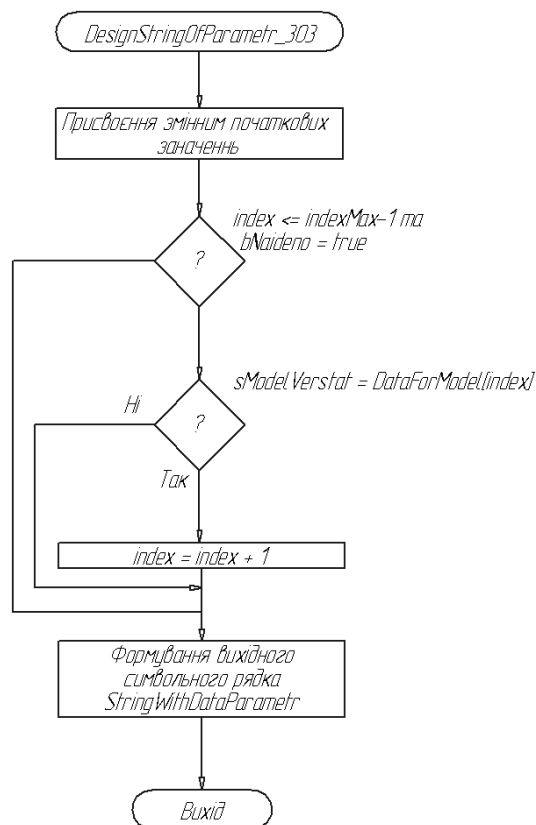 DesignStringOfParametr_303
Присвоєння змінним початкових
заначеннь
index <= indexMax-1 та
bNaideno = true
?
sModelVerstat = DataForModel[index]
Ні
?
Так
index = index + 1
Формування вихідного
символьного рядка
StringWithDataParametr
Вихід